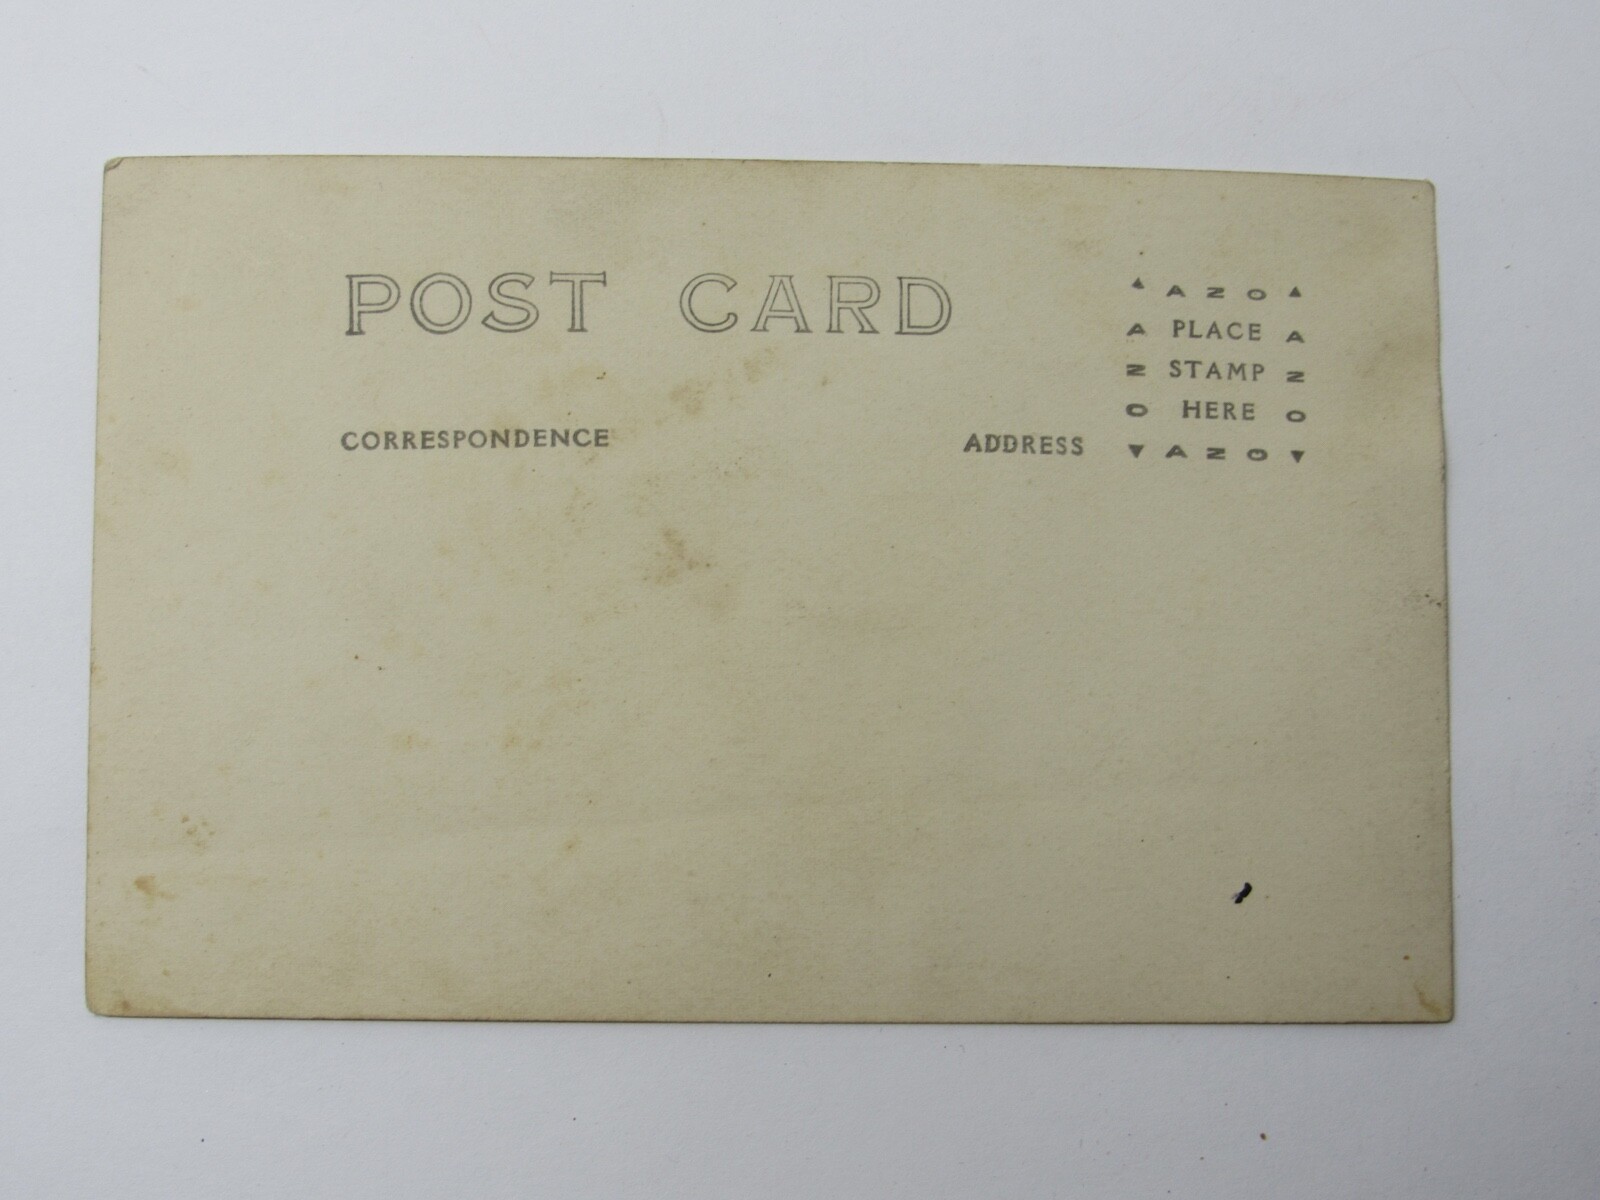 POST CARD
CORRESPONDENCE
ADDRESS
▲ AZO ▲
A PLACE A
Z STAMP Z
O HERE O
▼ AZO ▼